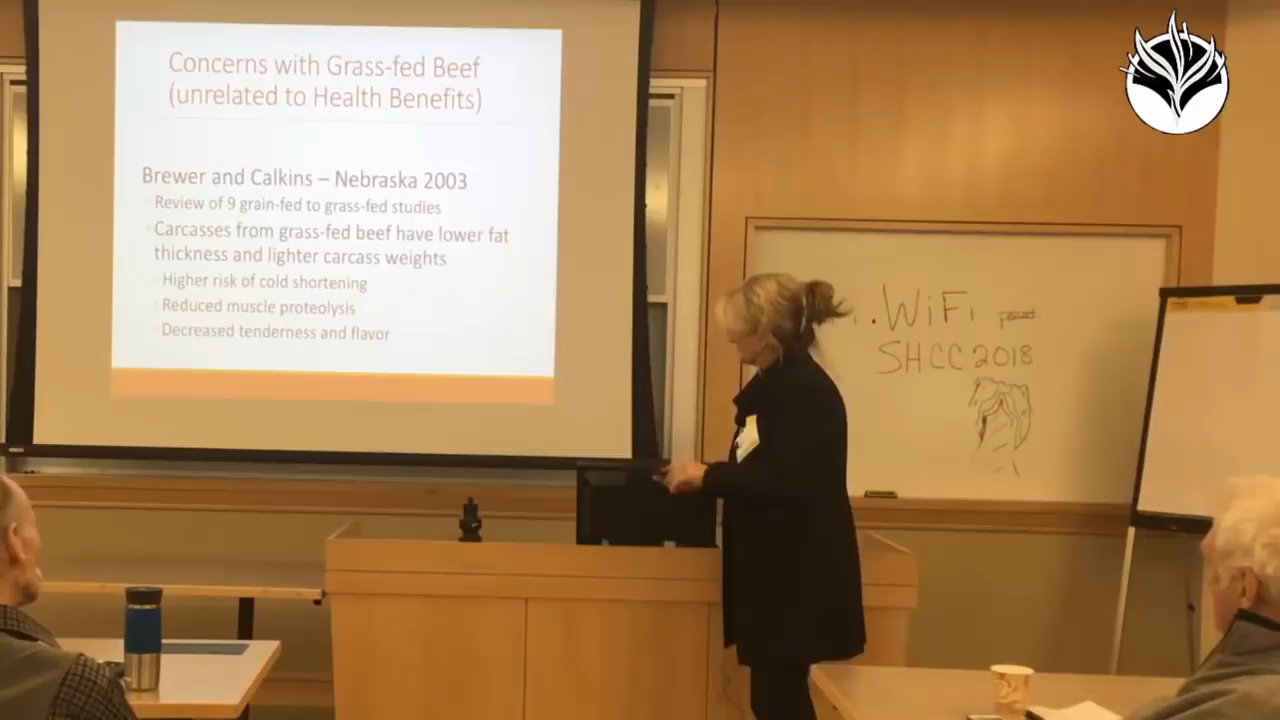 Concerns with Grass-fed Beef
(unrelated to Health Benefits)
Brewer and Calkins – Nebraska 2003
Review of 9 grain-fed to grass-fed studies
Carcasses from grass-fed beef have lower fat
thickness and lighter carcass weights
Higher risk of cold shortening
Reduced muscle proteolysis
Decreased tenderness and flavor
WiFi
SHCC2018